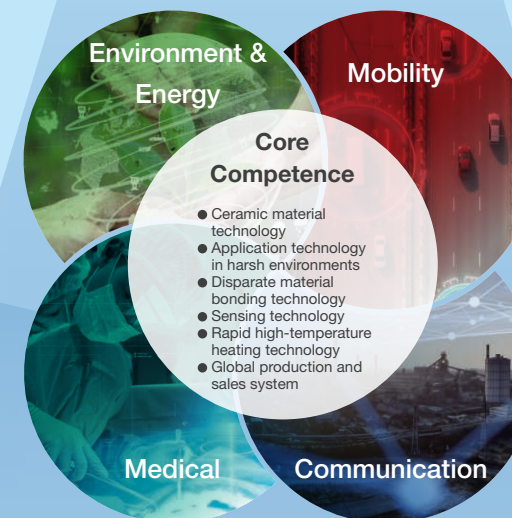 Environment &
Energy
Mobility
Core
Competence
● Ceramic material
technology
● Application technology
in harsh environments
● Disparate material
bonding technology
● Sensing technology
● Rapid high-temperature
heating technology
● Global production and
sales system
Medical
Communication